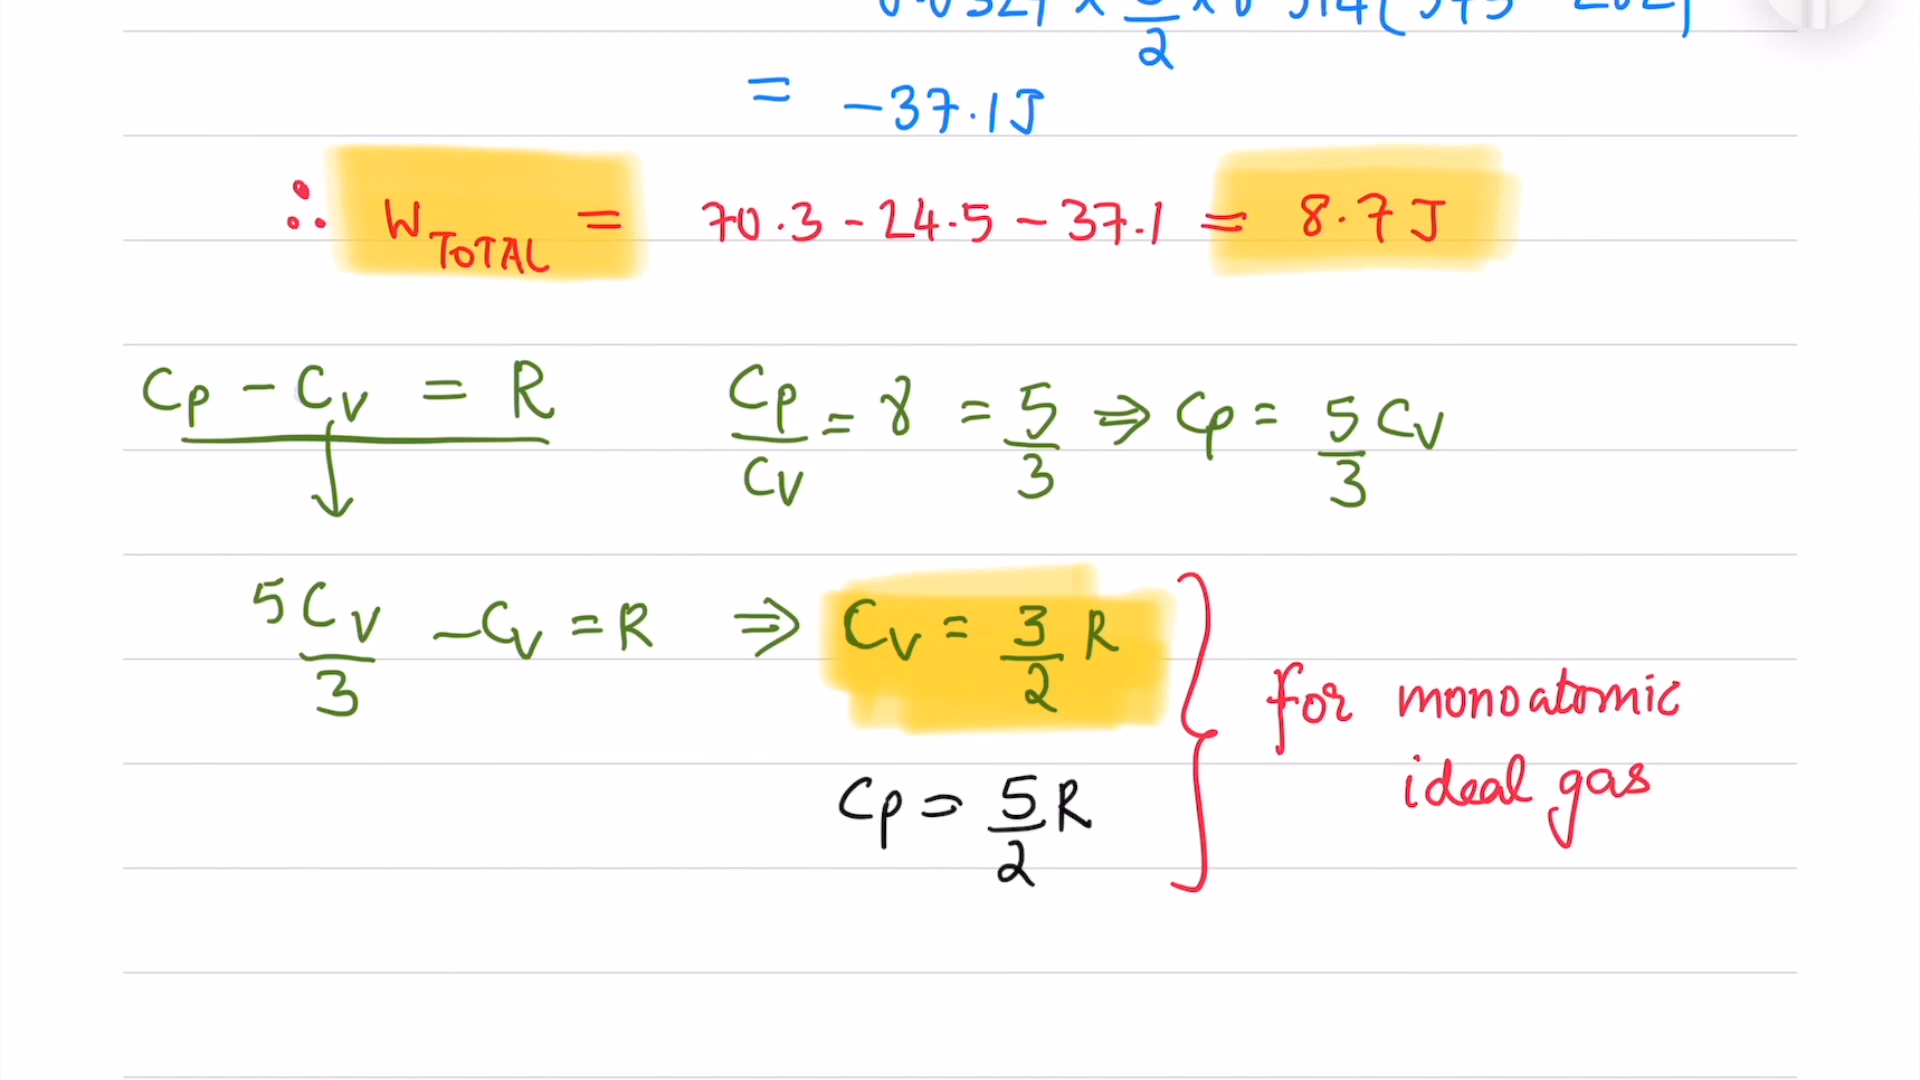 = -37.1J
∴ W_TOTAL = 70.3 - 24.5 - 37.1 = 8.7 J
Cp - Cv = R Cp/Cv = γ = 5/3 ⇒ Cp = 5/3 Cv
5Cv/3 - Cv = R ⇒ Cv = 3/2 R
for monoatomic
ideal gas
Cp = 5/2 R